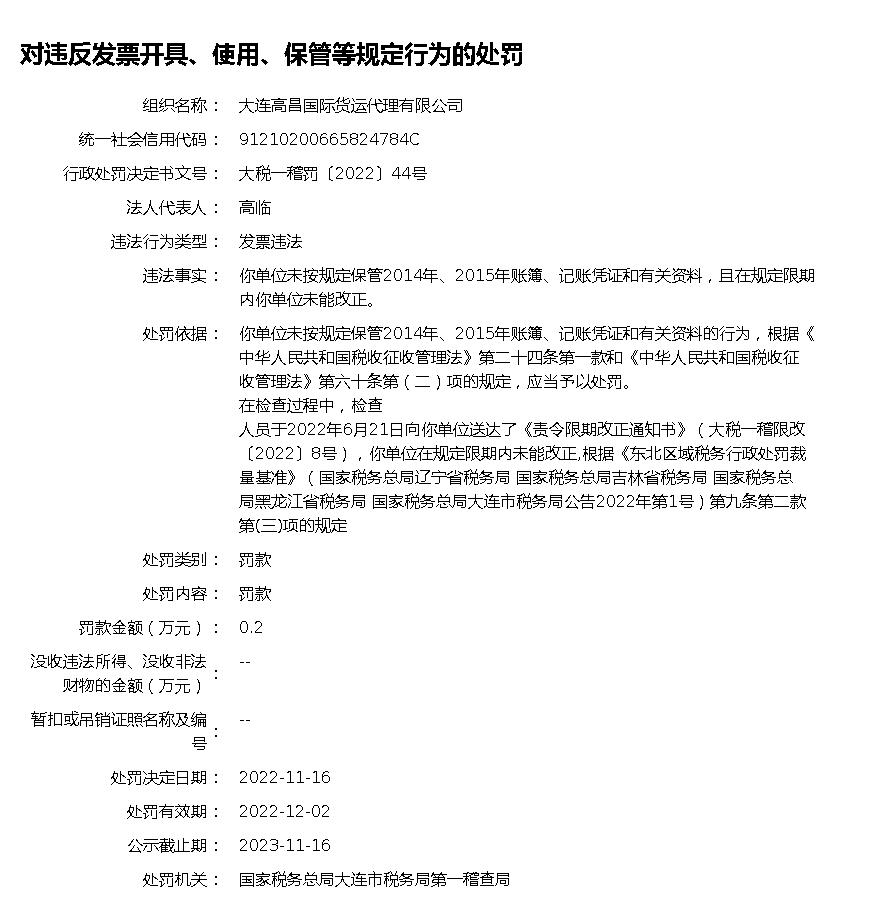 对违反发票开具、使用、保管等规定行为的处罚
组织名称： 大连高昌国际货运代理有限公司
统一社会信用代码： 91210200665824784C
行政处罚决定书文号： 大税一稽罚〔2022〕44号
法人代表人： 高临
违法行为类型： 发票违法
违法事实： 你单位未按规定保管2014年、2015年账簿、记账凭证和有关资料，且在规定限期
内你单位未能改正。
处罚依据： 你单位未按规定保管2014年、2015年账簿、记账凭证和有关资料的行为，根据《
中华人民共和国税收征收管理法》第二十四条第一款和《中华人民共和国税收征
收管理法》第六十条第（二）项的规定，应当予以处罚。
在检查过程中，检查
人员于2022年6月21日向你单位送达了《责令限期改正通知书》（大税一稽限改
〔2022〕8号），你单位在规定限期内未能改正,根据《东北区域税务行政处罚裁
量基准》（国家税务总局辽宁省税务局 国家税务总局吉林省税务局 国家税务总
局黑龙江省税务局 国家税务总局大连市税务局公告2022年第1号）第九条第二款
第(三)项的规定
处罚类别： 罚款
处罚内容： 罚款
罚款金额（万元）： 0.2
没收违法所得、没收非法
财物的金额（万元）： --
暂扣或吊销证照名称及编
号： --
处罚决定日期： 2022-11-16
处罚有效期： 2022-12-02
公示截止期： 2023-11-16
处罚机关： 国家税务总局大连市税务局第一稽查局